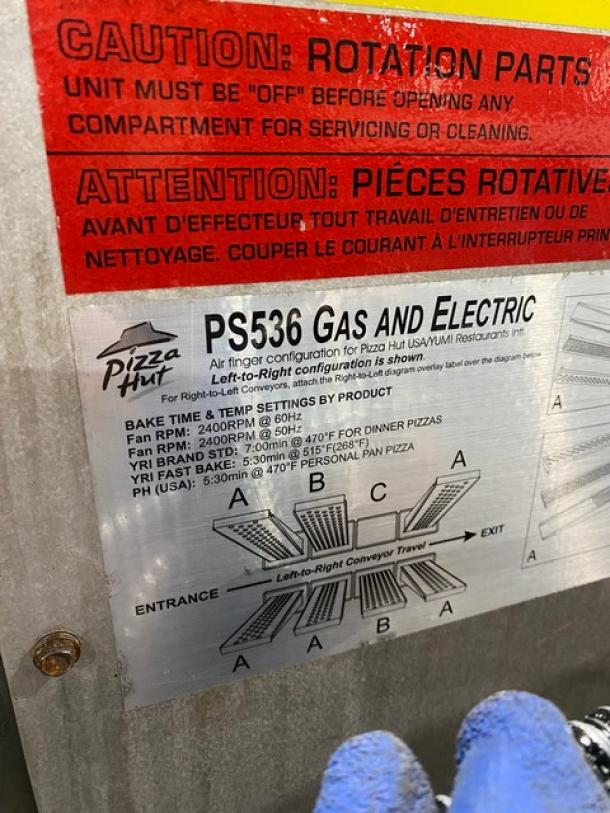 CAUTION: ROTATION PARTS
UNIT MUST BE "OFF" BEFORE OPENING ANY
COMPARTMENT FOR SERVICING OR CLEANING.
ATTENTION: PIÉCES ROTATIVE
AVANT D'EFFECTEUR TOUT TRAVAIL D'ENTRETIEN OU DE
NETTOYAGE. COUPER LE COURANT À L'INTERRUPTEUR PRIN
Pizza
Hut
PS536 GAS AND ELECTRIC
Air finger configuration for Pizza Hut USA/YUM! Restaurants Intl.
Left-to-Right configuration is shown.
For Right-to-Left Conveyors, attach the Right-to-Left diagram overlay label over the diagram below
BAKE TIME & TEMP SETTINGS BY PRODUCT
Fan RPM: 2400RPM @ 60Hz
Fan RPM: 2400RPM @ 50Hz
YRI BRAND STD: 7:00min @ 470°F FOR DINNER PIZZAS
YRI FAST BAKE: 5:30min @ 515°F(268°F)
PH (USA): 5:30min @ 470°F PERSONAL PAN PIZZA
A B C A
ENTRANCE Left-to-Right Conveyor Travel EXIT
A A B A
A
A